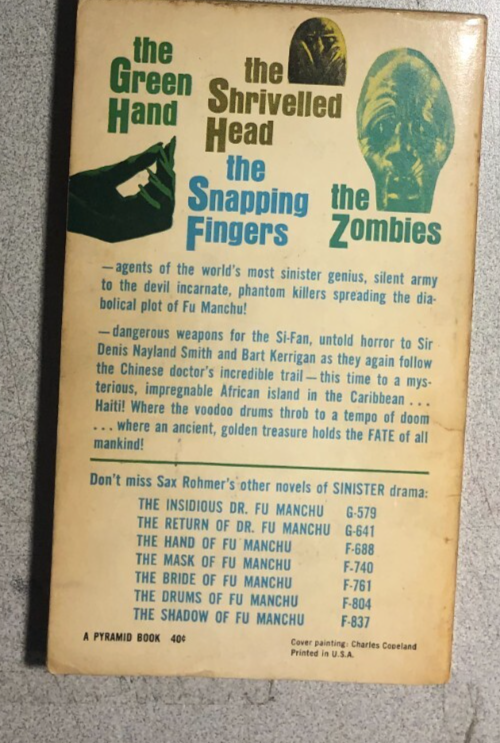 the
Green
Hand
the
Shrivelled
Head
the
Snapping
Fingers
the
Zombies
—agents of the world's most sinister genius, silent army
to the devil incarnate, phantom killers spreading the dia-
bolical plot of Fu Manchu!
—dangerous weapons for the Si-Fan, untold horror to Sir
Denis Nayland Smith and Bart Kerrigan as they again follow
the Chinese doctor's incredible trail—this time to a mys-
terious, impregnable African island in the Caribbean ...
Haiti! Where the voodoo drums throb to a tempo of doom
... where an ancient, golden treasure holds the FATE of all
mankind!
Don't miss Sax Rohmer's other novels of SINISTER drama:
THE INSIDIOUS DR. FU MANCHU G-579
THE RETURN OF DR. FU MANCHU G-641
THE HAND OF FU MANCHU F-688
THE MASK OF FU MANCHU F-740
THE BRIDE OF FU MANCHU F-761
THE DRUMS OF FU MANCHU F-804
THE SHADOW OF FU MANCHU F-837
A PYRAMID BOOK 40¢
Cover painting: Charles Copeland
Printed in U.S.A.